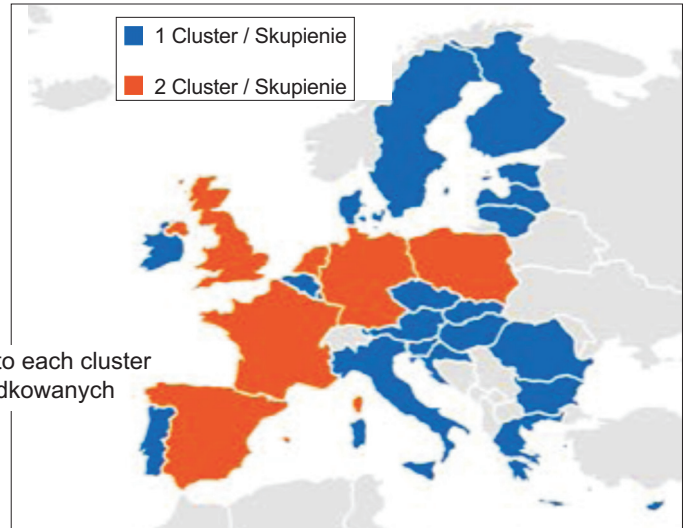 1 Cluster / Skupienie
2 Cluster / Skupienie
to each cluster
dkowanych